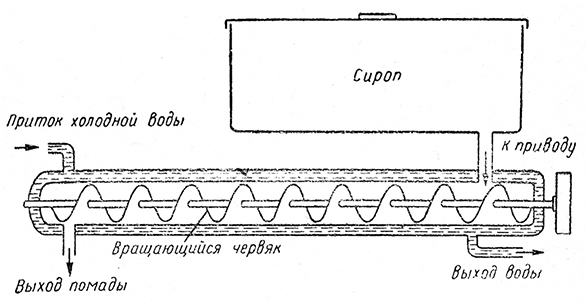 Сироп
Приток холодной воды
к приводу
Вращающийся червяк
Выход помады
Выход воды